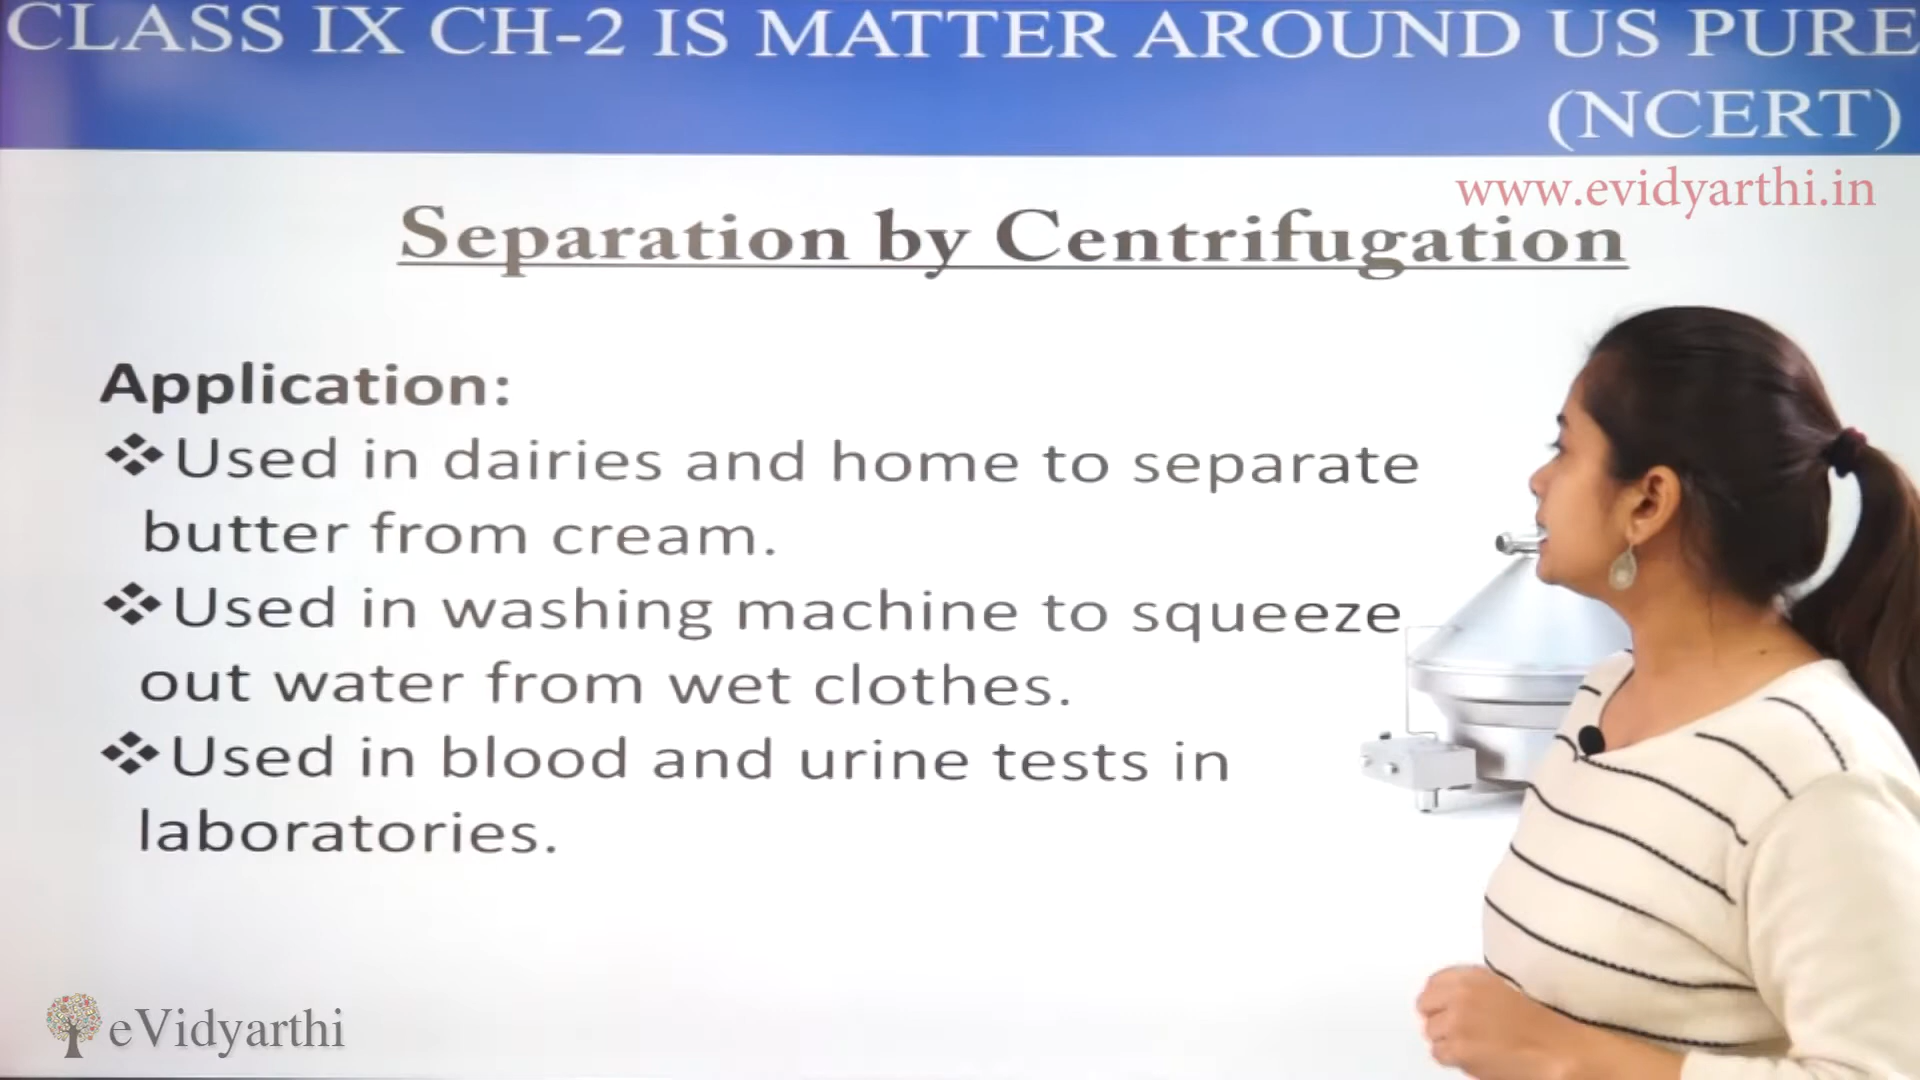 CLASS IX CH-2 IS MATTER AROUND US PURE
(NCERT)
www.evidyarthi.in
Separation by Centrifugation
Application:
❖Used in dairies and home to separate
butter from cream.
❖Used in washing machine to squeeze
out water from wet clothes.
❖Used in blood and urine tests in
laboratories.
eVidyarthi